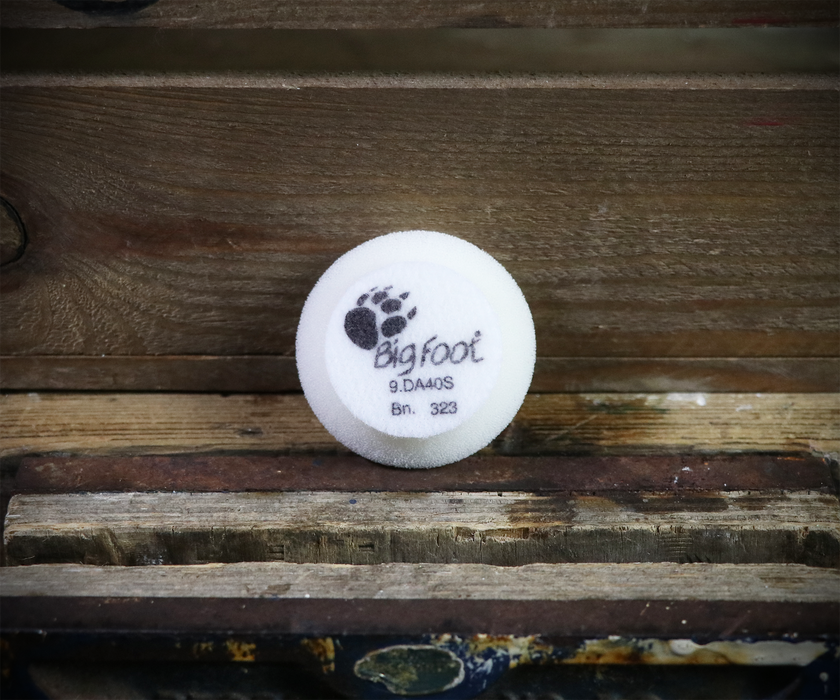 BigFoot
9.DA40S
Bn. 323